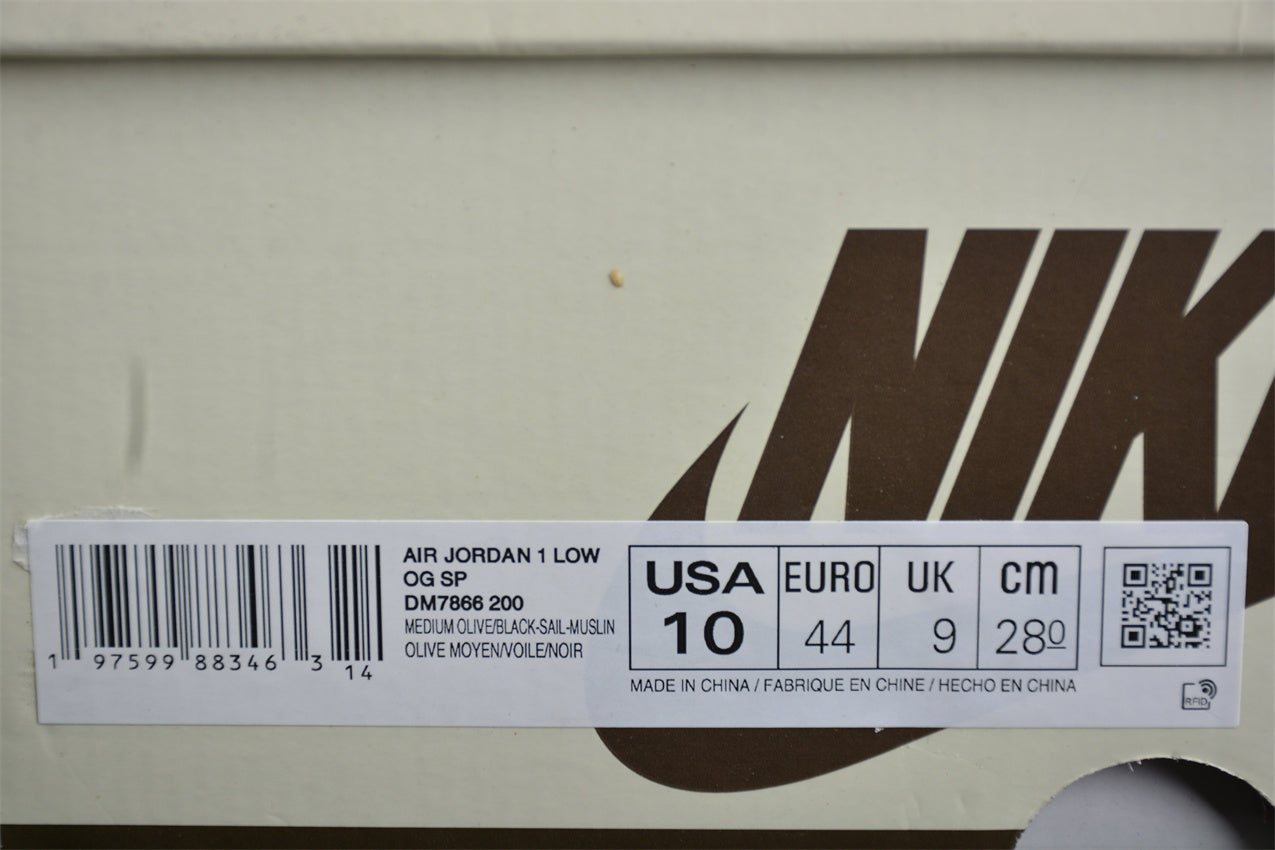 NIK
AIR JORDAN 1 LOW
OG SP
DM7866 200
MEDIUM OLIVE/BLACK-SAIL-MUSLIN
OLIVE MOYEN/VOILE/NOIR
1 97599 88346 3 14
USA EURO UK CM
10 44 9 280
MADE IN CHINA / FABRIQUE EN CHINE / HECHO EN CHINA
RFID